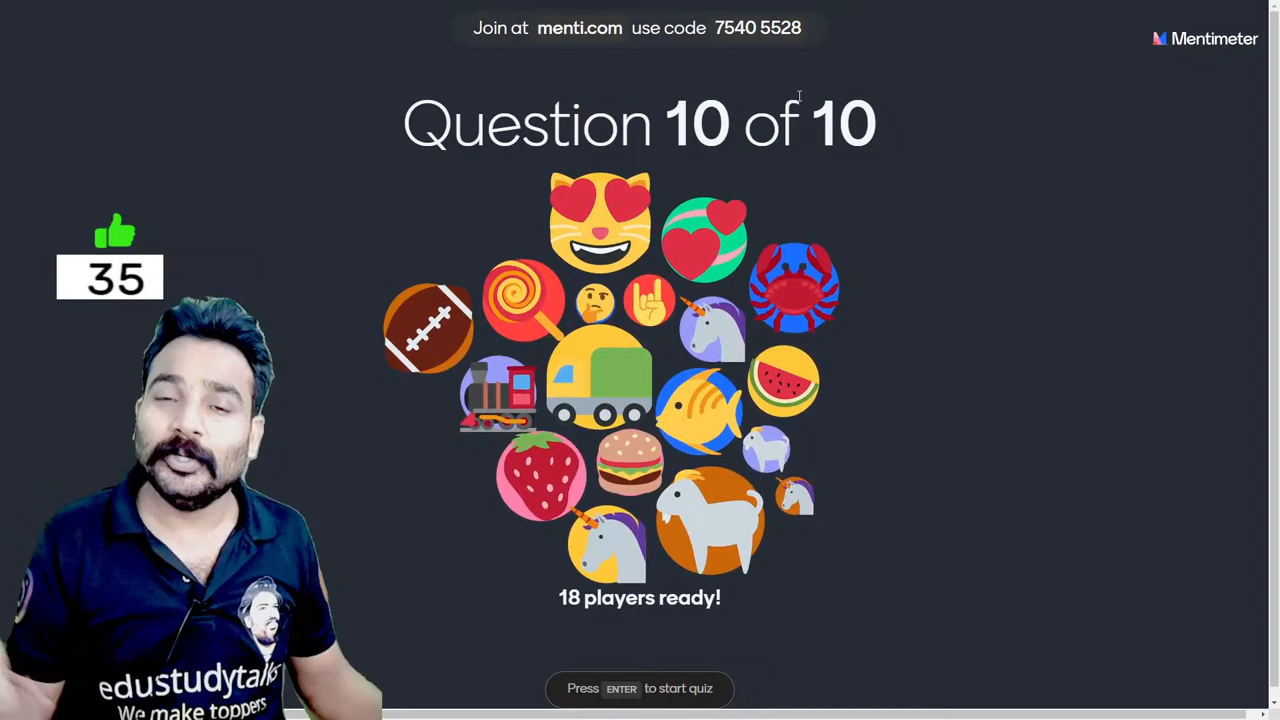 Join at menti.com use code 7540 5528
Mentimeter
Question 10 of 10
35
18 players ready!
Press ENTER to start quiz
edustudytalks
We make toppers